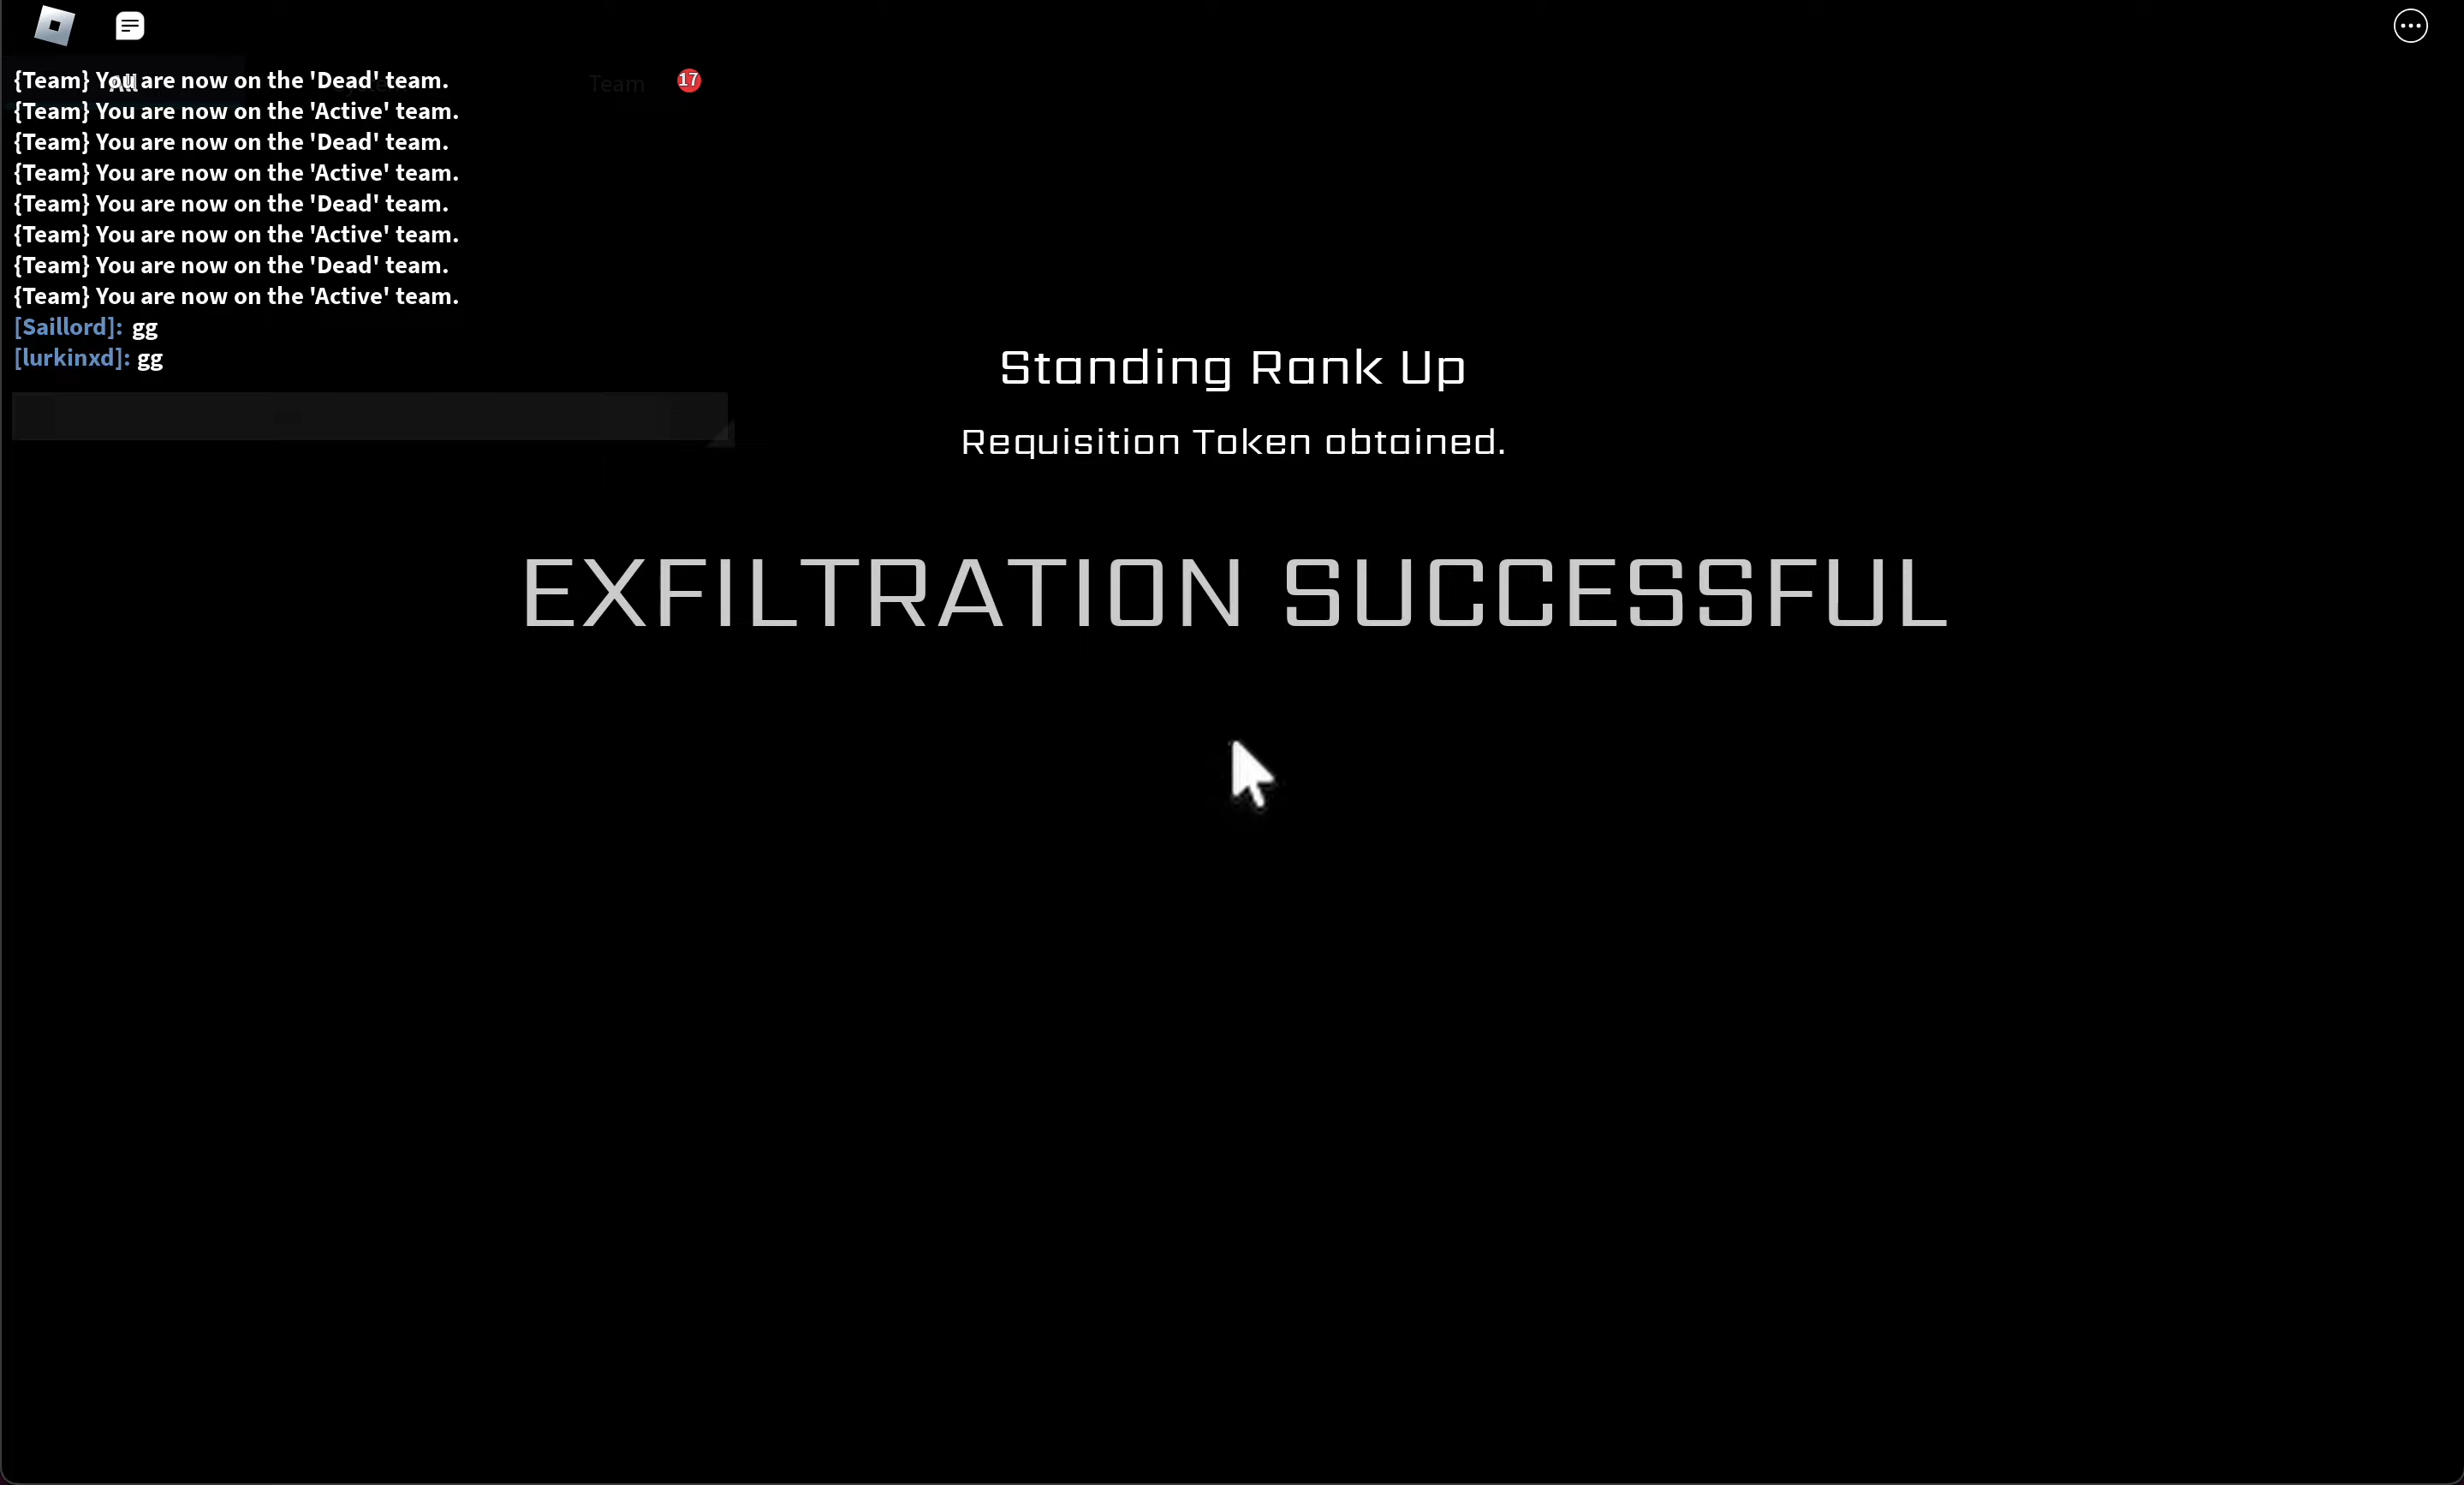 All
Team
17
{Team} You are now on the 'Dead' team.
{Team} You are now on the 'Active' team.
{Team} You are now on the 'Dead' team.
{Team} You are now on the 'Active' team.
{Team} You are now on the 'Dead' team.
{Team} You are now on the 'Active' team.
{Team} You are now on the 'Dead' team.
{Team} You are now on the 'Active' team.
[Saillord]: gg
[lurkinxd]: gg
Standing Rank Up
Requisition Token obtained.
EXFILTRATION SUCCESSFUL